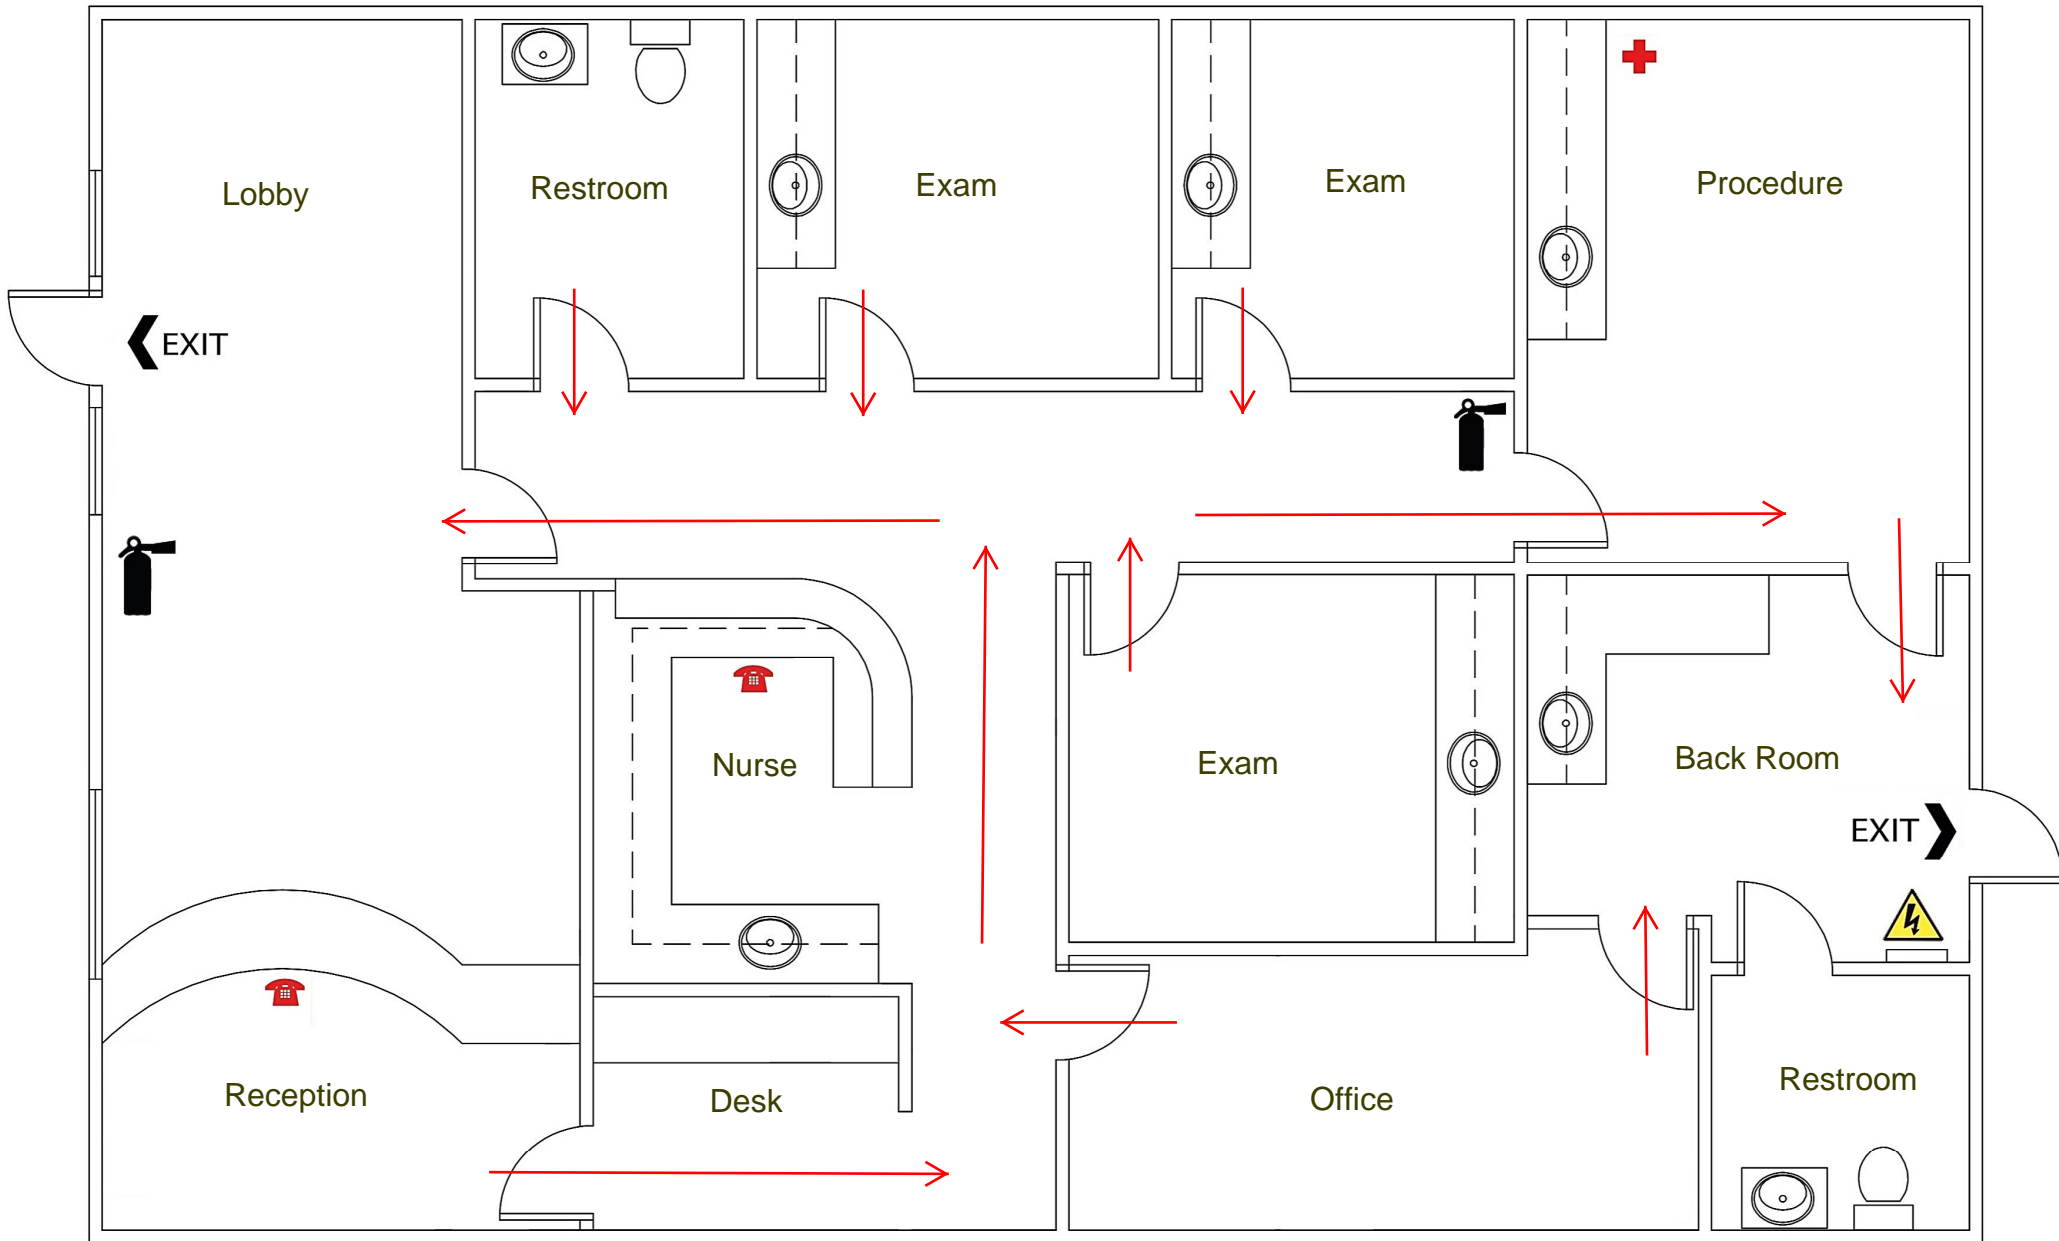 Lobby
Restroom
Exam
Exam
Procedure
EXIT
Nurse
Exam
Back Room
EXIT
Reception
Desk
Office
Restroom